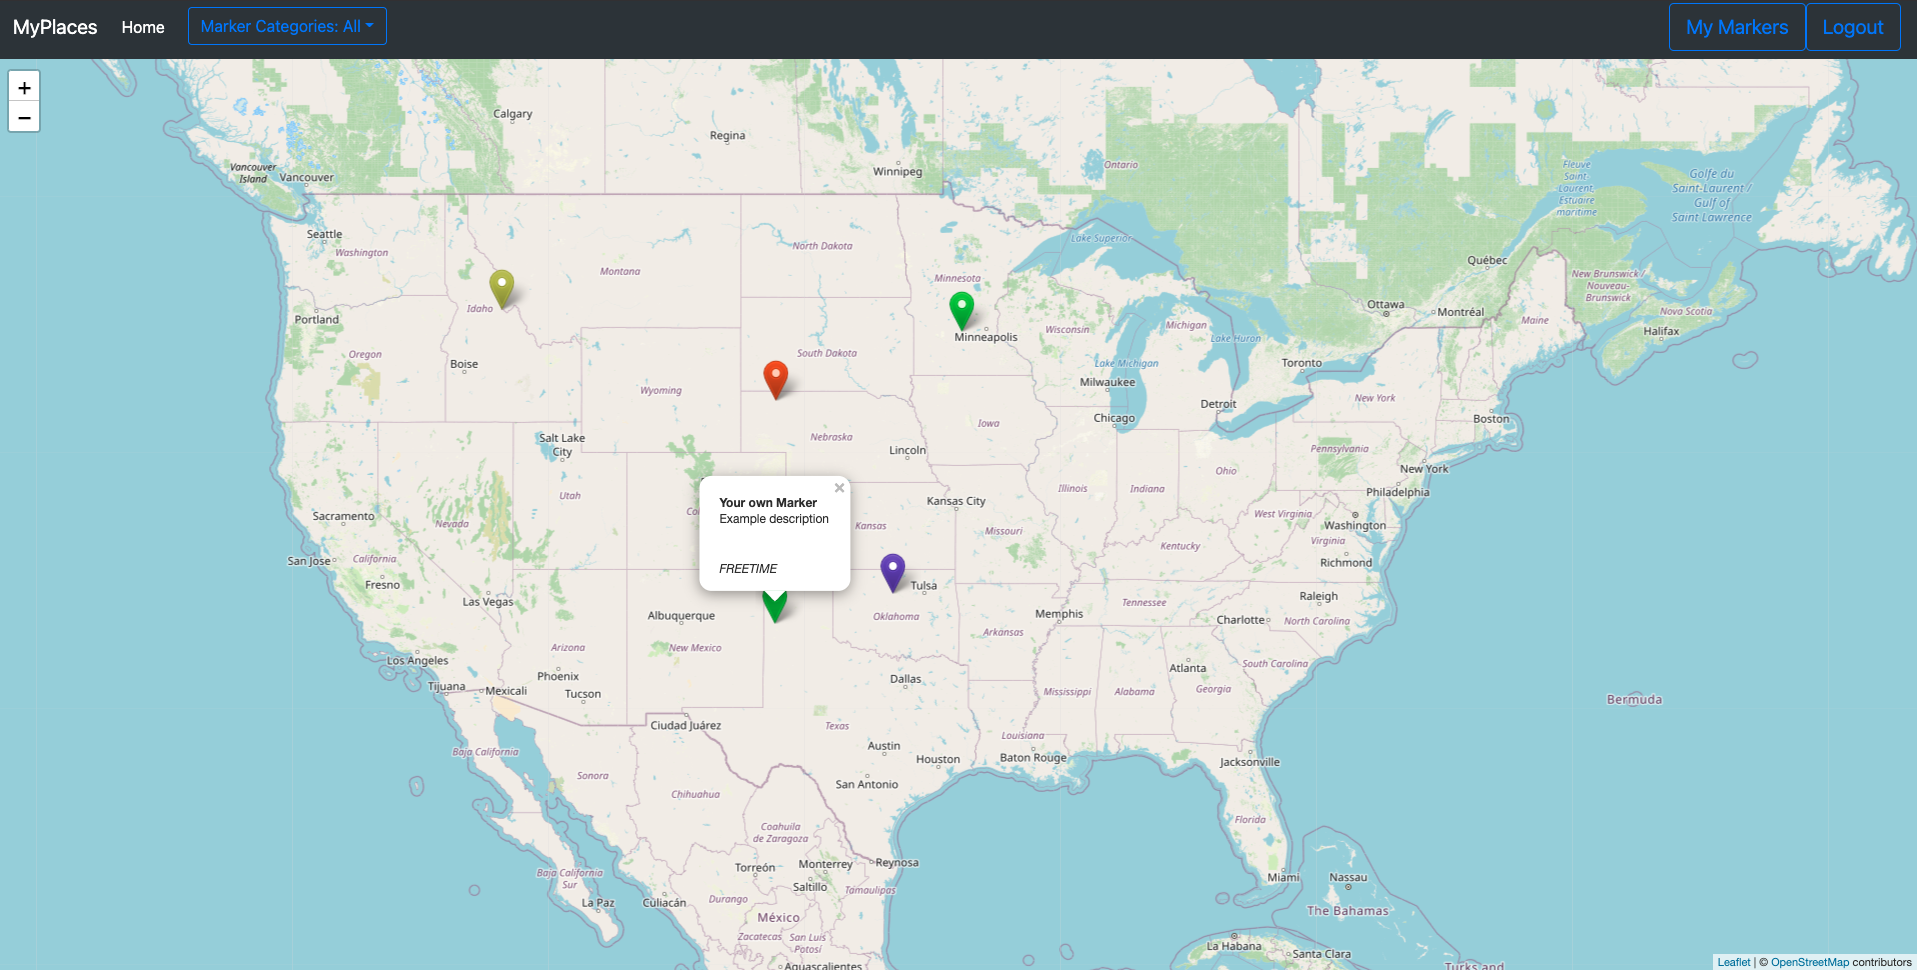 MyPlaces
Home
Marker Categories: All
My Markers
Logout
+
−
Calgary
Regina
Winnipeg
Ontario
Vancouver
Island
Vancouver
Fleuve
Saint-
Laurent,
Estuaire
maritime
Golfe du
Saint-Laurent /
Gulf of
Saint Lawrence
Seattle
Washington
Montana
North Dakota
Minnesota
Lake Superior
Québec
New Brunswick /
Nouveau-
Brunswick
Idaho
Portland
Oregon
Boise
South Dakota
Minneapolis
Wisconsin
Michigan
Lake Huron
Ottawa
Montréal
Maine
Nova Scotia
Halifax
Toronto
Lake Michigan
Wyoming
Milwaukee
Chicago
Detroit
New York
Boston
Salt Lake
City
Nebraska
Iowa
Lincoln
Pennsylvania
New York
Ohio
Illinois
Indiana
Philadelphia
Utah
Nevada
Sacramento
Kansas City
Kansas
Missouri
West Virginia
Washington
Virginia
Kentucky
Richmond
Your own Marker
Example description
FREETIME
×
San Jose
California
Fresno
Las Vegas
Albuquerque
Tulsa
Oklahoma
Memphis
Tennessee
Raleigh
Charlotte
North Carolina
Arkansas
Arizona
New Mexico
Los Angeles
Phoenix
Tucson
Tijuana
Mexicali
Dallas
Atlanta
South Carolina
Mississippi
Alabama
Georgia
Bermuda
Ciudad Juárez
Texas
Louisiana
Baja California
Austin
Houston
Baton Rouge
Jacksonville
Sonora
San Antonio
Chihuahua
Coahuila
de Zaragoza
Florida
Torreón
Monterrey
Reynosa
Baja California
Sur
Saltillo
Tamaulipas
Miami
Nassau
La Paz
Culiacán
Durango
México
The Bahamas
Zacatecas
San Luis
Potosí
La Habana
Santa Clara
Aguascalientes
Turks and
Leaflet | © OpenStreetMap contributors